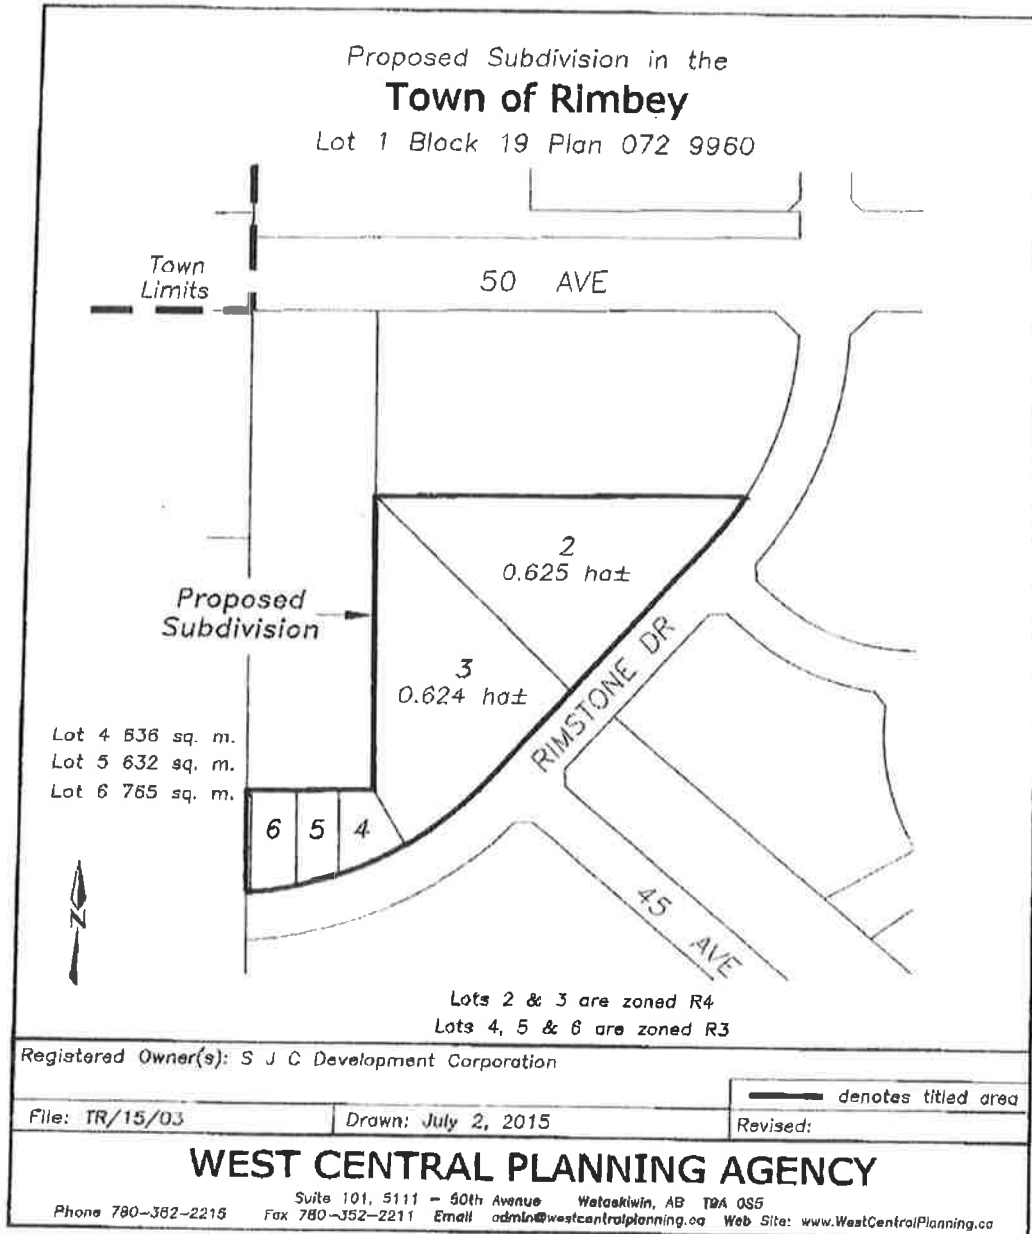 Proposed Subdivision in the
Town of Rimbey
Lot 1 Block 19 Plan 072 9960
Town
Limits
50 AVE
2
0.625 ha±
Proposed
Subdivision
3
0.624 ha±
RIMSTONE DR
Lot 4 836 sq. m.
Lot 5 632 sq. m.
Lot 6 765 sq. m.
6 5 4
N
45 AVE
Lots 2 & 3 are zoned R4
Lots 4, 5 & 6 are zoned R3
Registered Owner(s): S J C Development Corporation
denotes titled area
File: TR/15/03 Drawn: July 2, 2015 Revised:
WEST CENTRAL PLANNING AGENCY
Suite 101, 5111 - 50th Avenue Wetaskiwin, AB T9A 0S5
Phone 780-352-2215 Fax 780-352-2211 Email admin@westcentralplanning.ca Web Site: www.WestCentralPlanning.ca